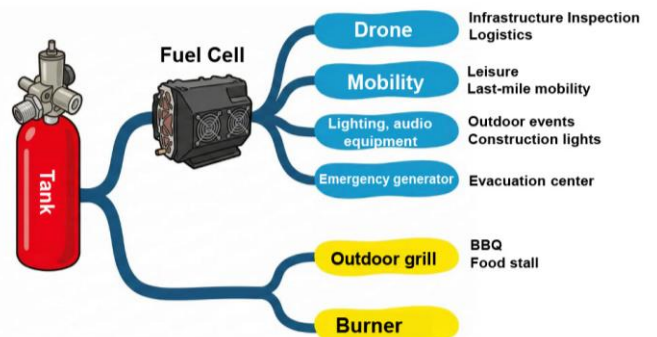 Tank
Fuel Cell
Drone
Infrastructure Inspection
Logistics
Mobility
Leisure
Last-mile mobility
Lighting, audio
equipment
Outdoor events
Construction lights
Emergency generator
Evacuation center
Outdoor grill
BBQ
Food stall
Burner